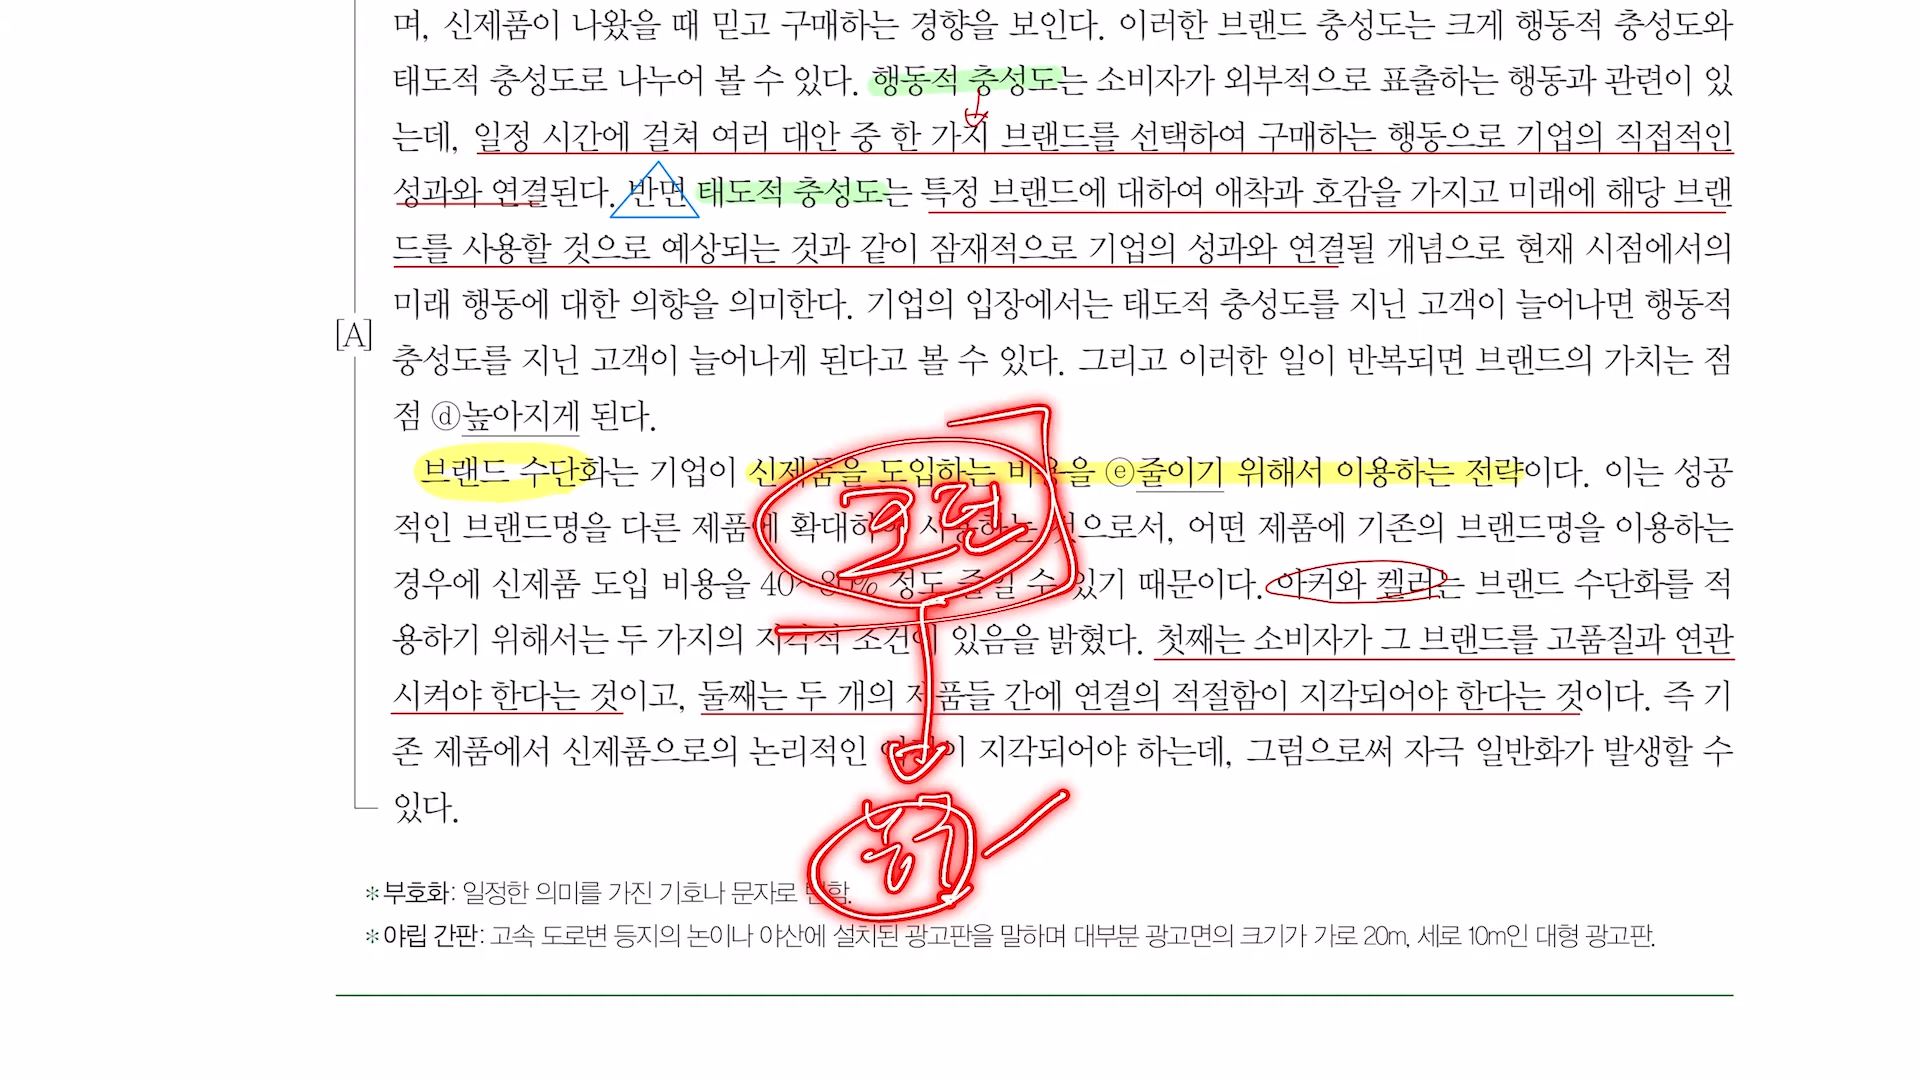 며, 신제품이 나왔을 때 믿고 구매하는 경향을 보인다. 이러한 브랜드 충성도는 크게 행동적 충성도와
태도적 충성도로 나누어 볼 수 있다. 행동적 충성도는 소비자가 외부적으로 표출하는 행동과 관련이 있
는데, 일정 시간에 걸쳐 여러 대안 중 한 가지 브랜드를 선택하여 구매하는 행동으로 기업의 직접적인
성과와 연결된다. 반면 태도적 충성도는 특정 브랜드에 대하여 애착과 호감을 가지고 미래에 해당 브랜
드를 사용할 것으로 예상되는 것과 같이 잠재적으로 기업의 성과와 연결될 개념으로 현재 시점에서의
미래 행동에 대한 의향을 의미한다. 기업의 입장에서는 태도적 충성도를 지닌 고객이 늘어나면 행동적
[A]
충성도를 지닌 고객이 늘어나게 된다고 볼 수 있다. 그리고 이러한 일이 반복되면 브랜드의 가치는 점
점 ⓓ높아지게 된다.
브랜드 수단화는 기업이 신제품을 도입하는 비용을 ⓔ줄이기 위해서 이용하는 전략이다. 이는 성공
적인 브랜드명을 다른 제품에 확대하여 사용하는 것으로서, 어떤 제품에 기존의 브랜드명을 이용하는
경우에 신제품 도입 비용을 40~80% 정도 줄일 수 있기 때문이다. 아커와 켈러는 브랜드 수단화를 적
용하기 위해서는 두 가지의 지각적 조건이 있음을 밝혔다. 첫째는 소비자가 그 브랜드를 고품질과 연관
시켜야 한다는 것이고, 둘째는 두 개의 제품들 간에 연결의 적절함이 지각되어야 한다는 것이다. 즉 기
존 제품에서 신제품으로의 논리적인 이 지각되어야 하는데, 그럼으로써 자극 일반화가 발생할 수
있다.
*부호화: 일정한 의미를 가진 기호나 문자로 변함.
*야립 간판: 고속 도로변 등지의 논이나 야산에 설치된 광고판을 말하며 대부분 광고면의 크기가 가로 20m, 세로 10m인 대형 광고판.